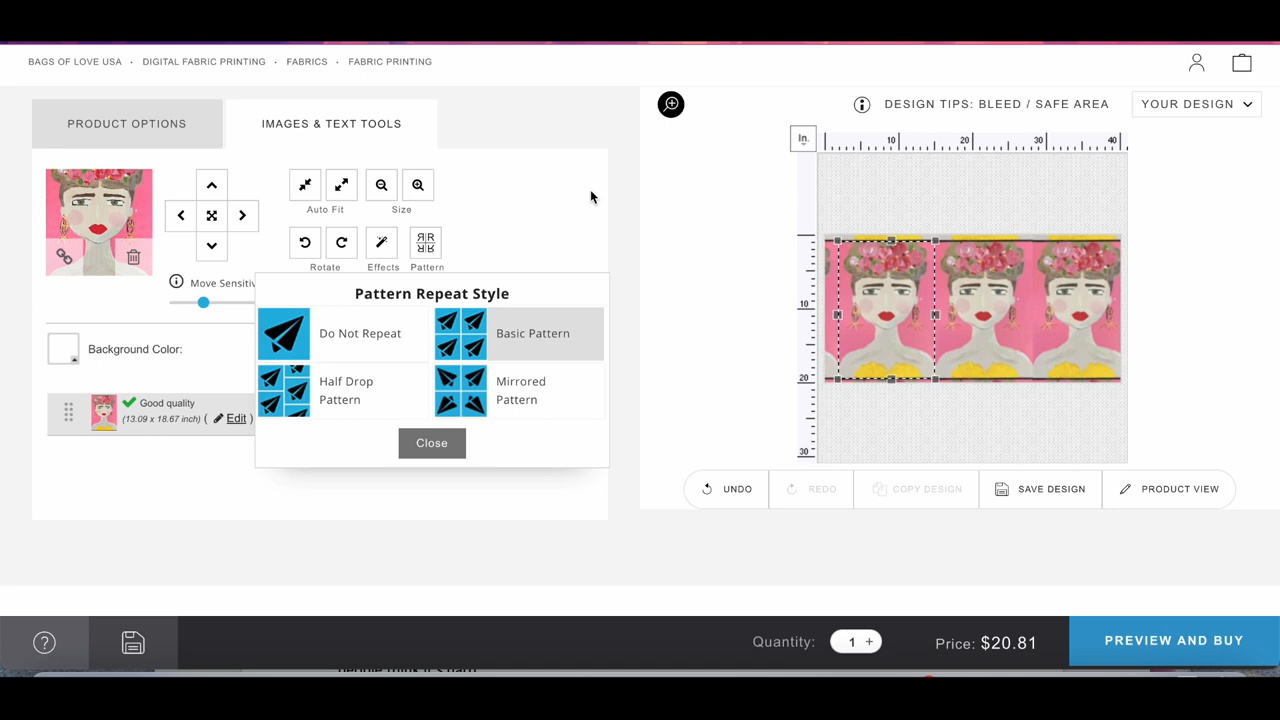 BAGS OF LOVE USA • DIGITAL FABRIC PRINTING • FABRICS • FABRIC PRINTING
DESIGN TIPS: BLEED / SAFE AREA
YOUR DESIGN
PRODUCT OPTIONS
IMAGES & TEXT TOOLS
In.
10 20 30 40
Auto Fit
Size
Rotate
Effects
Pattern
Move Sensitiv
Pattern Repeat Style
Do Not Repeat
Basic Pattern
Half Drop
Pattern
Mirrored
Pattern
Close
Background Color:
Good quality
(13.09 x 18.67 inch) ( Edit )
10
20
30
UNDO
REDO
COPY DESIGN
SAVE DESIGN
PRODUCT VIEW
Quantity: 1 +
Price: $20.81
PREVIEW AND BUY